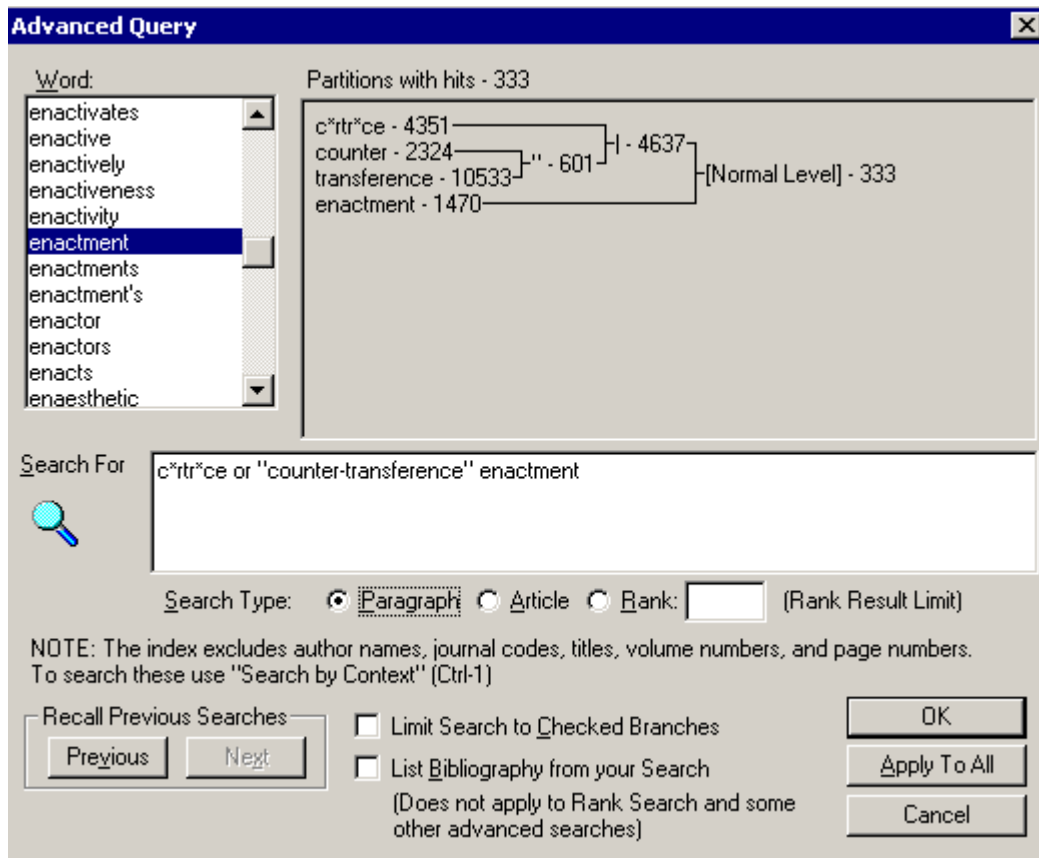 Advanced Query
Word:
enactivates
enactive
enactively
enactiveness
enactivity
enactment
enactments
enactment's
enactor
enactors
enacts
enaesthetic
Partitions with hits - 333
c*rtr*ce - 4351
counter - 2324
transference - 10533
enactment - 1470
" - 601
| - 4637
[Normal Level] - 333
Search For
c*rtr*ce or "counter-transference" enactment
Search Type: Paragraph Article Rank: (Rank Result Limit)
NOTE: The index excludes author names, journal codes, titles, volume numbers, and page numbers.
To search these use "Search by Context" (Ctrl-1)
Recall Previous Searches
Previous Next
Limit Search to Checked Branches
List Bibliography from your Search
(Does not apply to Rank Search and some
other advanced searches)
OK
Apply To All
Cancel